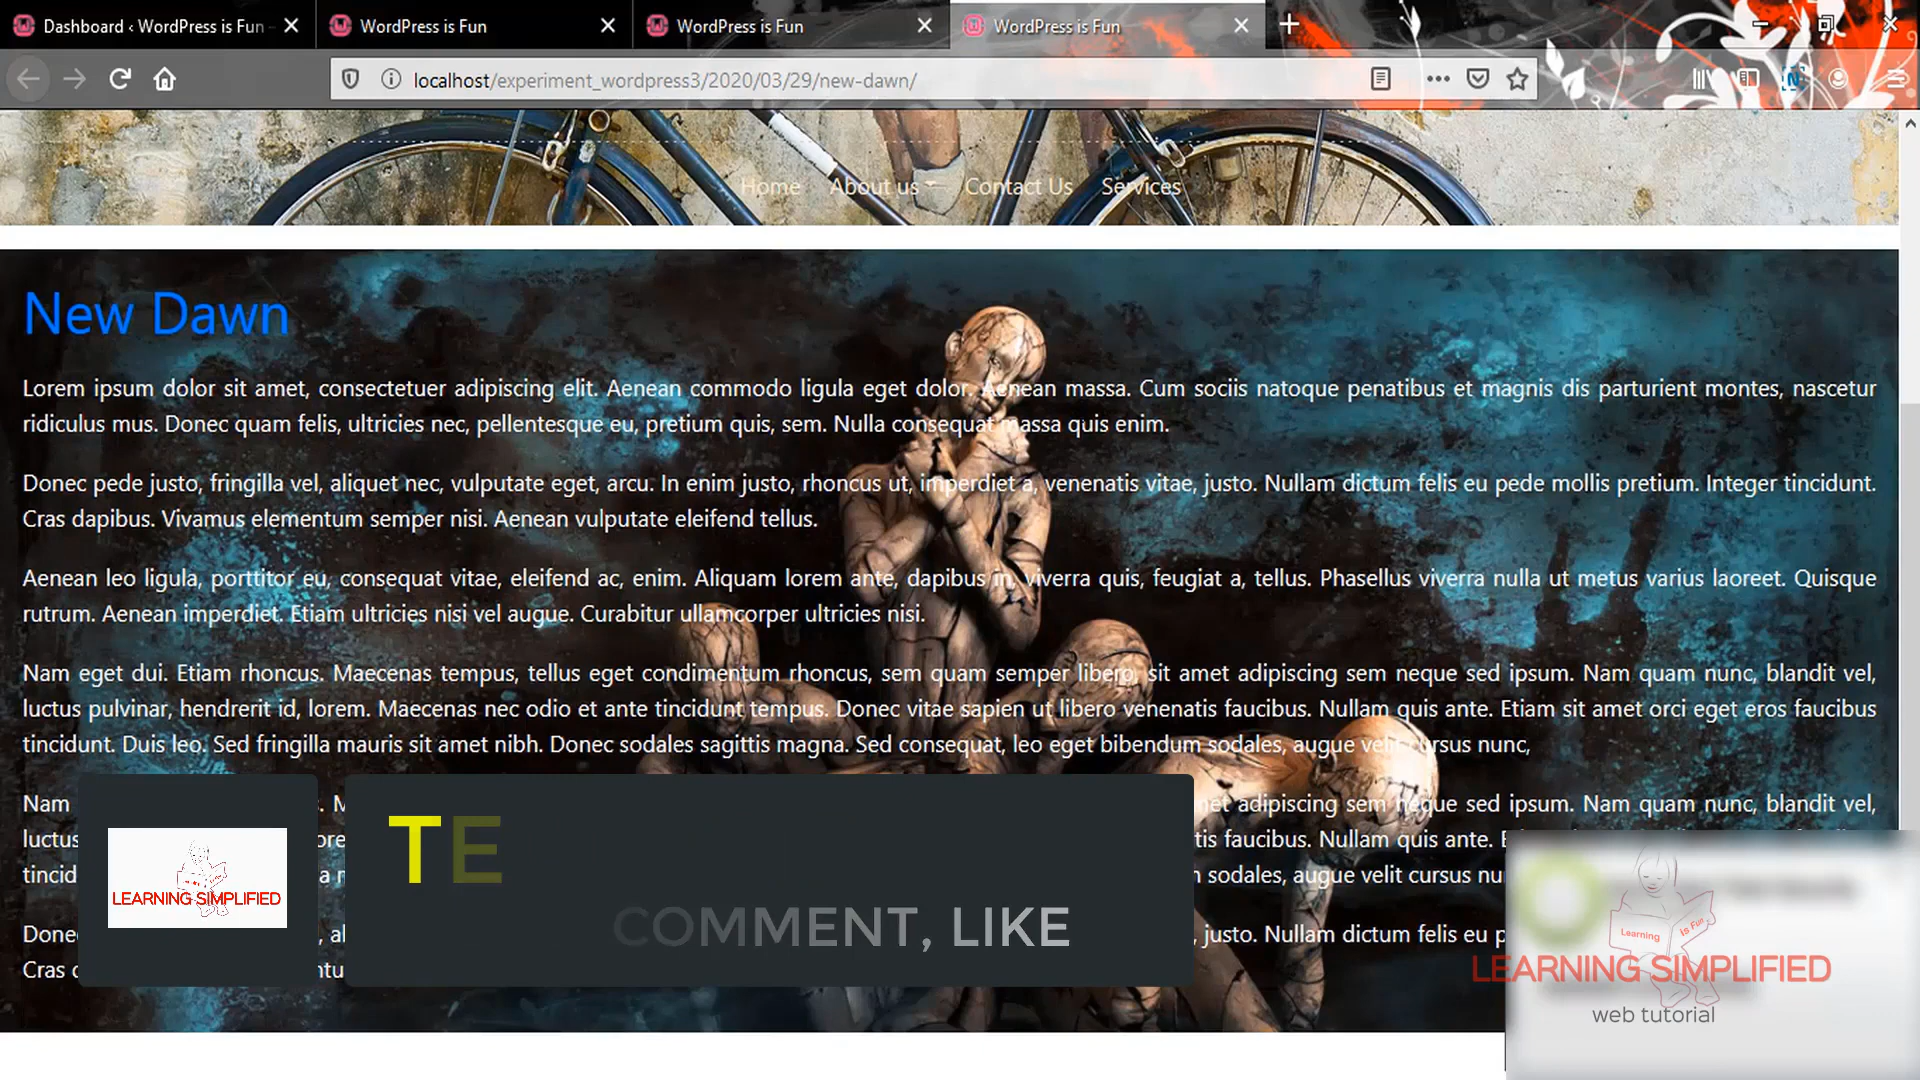 Dashboard ‹ WordPress is Fun
WordPress is Fun
WordPress is Fun
WordPress is Fun
localhost/experiment_wordpress3/2020/03/29/new-dawn/
Home About us Contact Us Services
New Dawn
Lorem ipsum dolor sit amet, consectetuer adipiscing elit. Aenean commodo ligula eget dolor. Aenean massa. Cum sociis natoque penatibus et magnis dis parturient montes, nascetur
ridiculus mus. Donec quam felis, ultricies nec, pellentesque eu, pretium quis, sem. Nulla consequat massa quis enim.
Donec pede justo, fringilla vel, aliquet nec, vulputate eget, arcu. In enim justo, rhoncus ut, imperdiet a, venenatis vitae, justo. Nullam dictum felis eu pede mollis pretium. Integer tincidunt.
Cras dapibus. Vivamus elementum semper nisi. Aenean vulputate eleifend tellus.
Aenean leo ligula, porttitor eu, consequat vitae, eleifend ac, enim. Aliquam lorem ante, dapibus in, viverra quis, feugiat a, tellus. Phasellus viverra nulla ut metus varius laoreet. Quisque
rutrum. Aenean imperdiet. Etiam ultricies nisi vel augue. Curabitur ullamcorper ultricies nisi.
Nam eget dui. Etiam rhoncus. Maecenas tempus, tellus eget condimentum rhoncus, sem quam semper libero, sit amet adipiscing sem neque sed ipsum. Nam quam nunc, blandit vel,
luctus pulvinar, hendrerit id, lorem. Maecenas nec odio et ante tincidunt tempus. Donec vitae sapien ut libero venenatis faucibus. Nullam quis ante. Etiam sit amet orci eget eros faucibus
tincidunt. Duis leo. Sed fringilla mauris sit amet nibh. Donec sodales sagittis magna. Sed consequat, leo eget bibendum sodales, augue velit cursus nunc,
Nam adipiscing sem neque sed ipsum. Nam quam nunc, blandit vel,
luctus faucibus. Nullam quis ante.
sodales, augue velit cursus
justo. Nullam dictum felis eu
Cras
LEARNING SIMPLIFIED
TE
COMMENT, LIKE
Learning Is Fun
LEARNING SIMPLIFIED
web tutorial